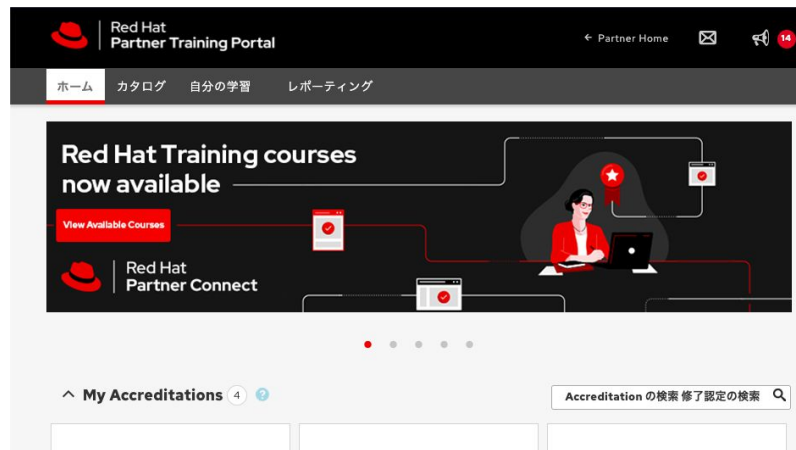 Red Hat
Partner Training Portal
← Partner Home
14
ホーム カタログ 自分の学習 レポーティング
Red Hat Training courses
now available
View Available Courses
Red Hat
Partner Connect
My Accreditations 4 ?
Accreditation の検索 修了認定の検索